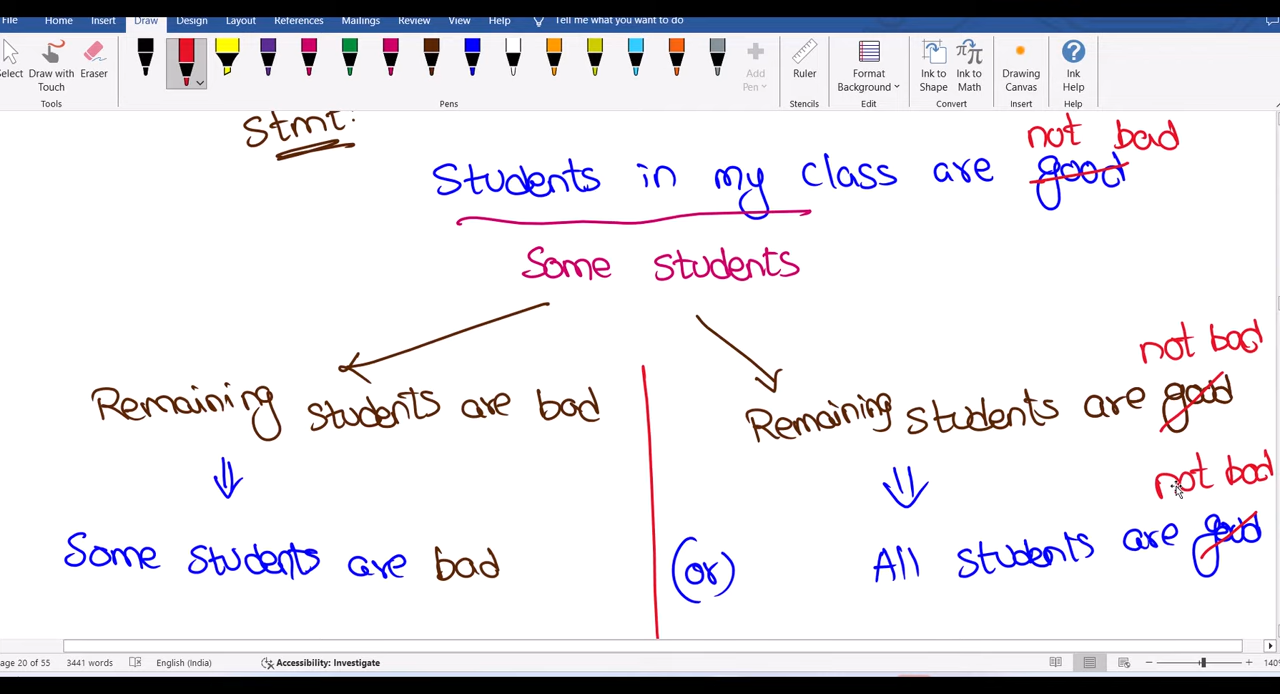 File Home Insert Draw Design Layout References Mailings Review View Help Tell me what you want to do
Select Draw with Touch Eraser Add Pen Ruler Format Background Ink to Shape Ink to Math Drawing Canvas Ink Help
Tools Pens Stencils Edit Convert Insert Help
Stmt:
not bad
Students in my class are good
Some students
not bad
Remaining students are bad
Remaining students are good
not bad
Some students are bad
(or)
All students are good
page 20 of 55 3441 words English (India) Accessibility: Investigate